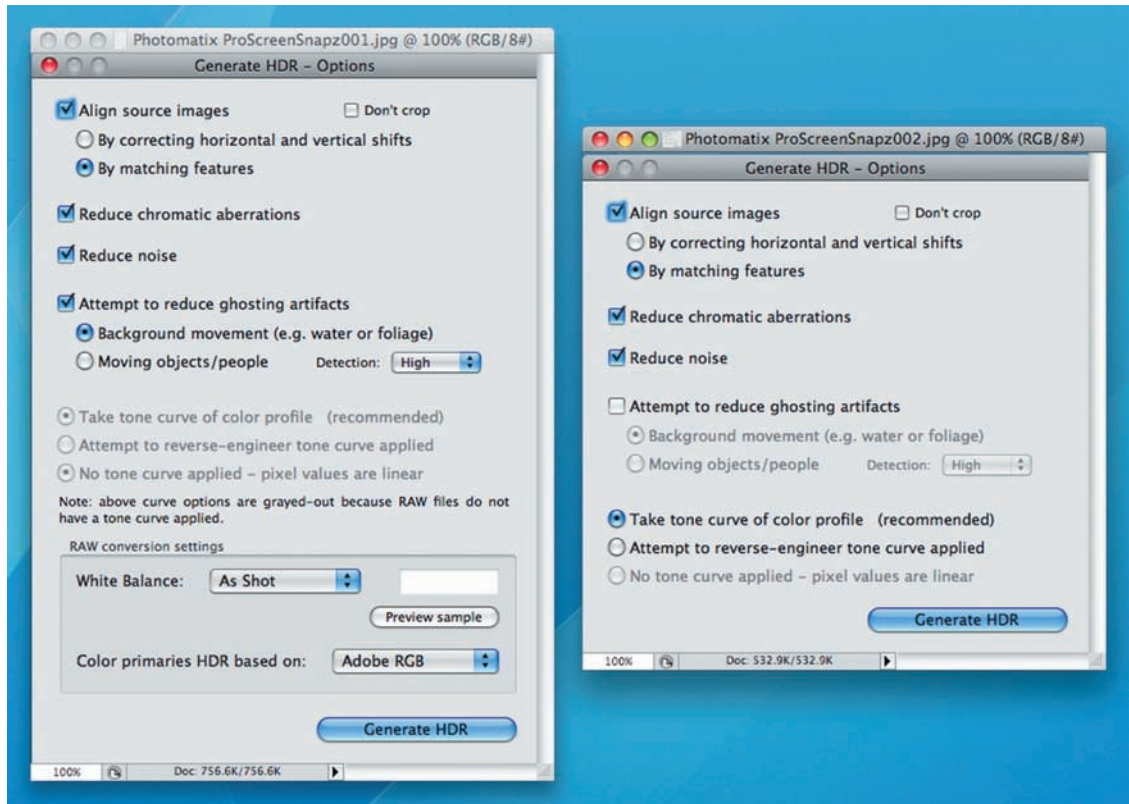 Photomatix ProScreenSnapz001.jpg @ 100% (RGB/8#)
Generate HDR – Options
Align source images
Don't crop
By correcting horizontal and vertical shifts
By matching features
Reduce chromatic aberrations
Reduce noise
Attempt to reduce ghosting artifacts
Background movement (e.g. water or foliage)
Moving objects/people
Detection:
High
Take tone curve of color profile (recommended)
Attempt to reverse-engineer tone curve applied
No tone curve applied – pixel values are linear
Note: above curve options are grayed-out because RAW files do not
have a tone curve applied.
RAW conversion settings
White Balance:
As Shot
Preview sample
Color primaries HDR based on:
Adobe RGB
Generate HDR
100%
Doc: 756.6K/756.6K
Photomatix ProScreenSnapz002.jpg @ 100% (RGB/8#)
Generate HDR – Options
Align source images
Don't crop
By correcting horizontal and vertical shifts
By matching features
Reduce chromatic aberrations
Reduce noise
Attempt to reduce ghosting artifacts
Background movement (e.g. water or foliage)
Moving objects/people
Detection:
High
Take tone curve of color profile (recommended)
Attempt to reverse-engineer tone curve applied
No tone curve applied – pixel values are linear
Generate HDR
100%
Doc: 532.9K/532.9K